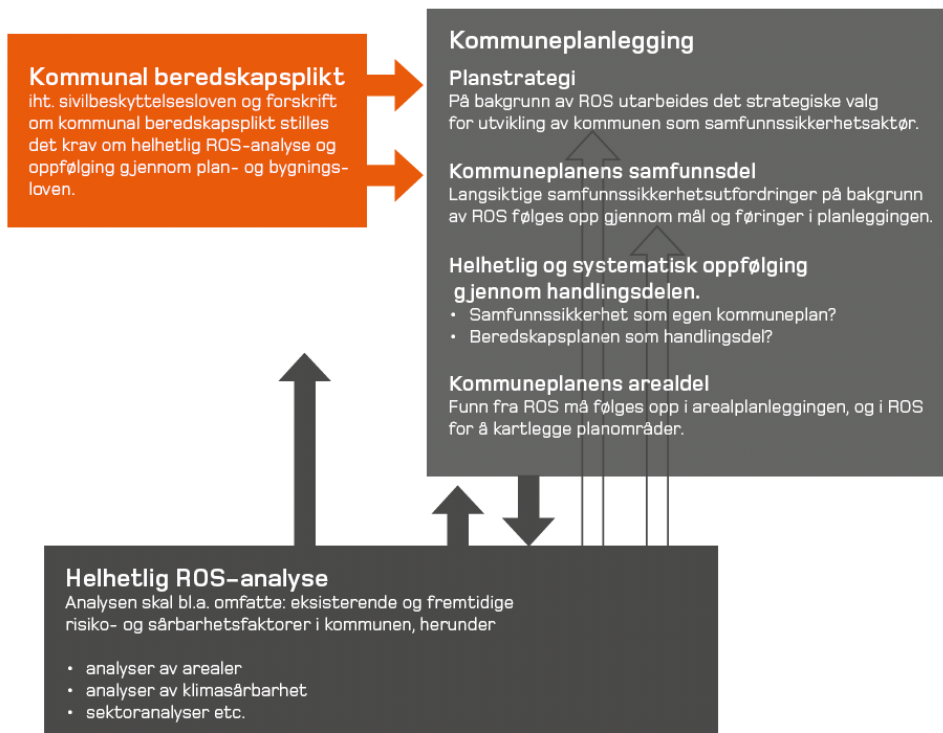 Kommunal beredskapsplikt
iht. sivilbeskyttelsesloven og forskrift
om kommunal beredskapsplikt stilles
det krav om helhetlig ROS-analyse og
oppfølging gjennom plan- og bygnings-
loven.
Kommuneplanlegging
Planstrategi
På bakgrunn av ROS utarbeides det strategiske valg
for utvikling av kommunen som samfunnssikkerhetsaktør.
Kommuneplanens samfunnsdel
Langsiktige samfunnssikkerhetsutfordringer på bakgrunn
av ROS følges opp gjennom mål og føringer i planleggingen.
Helhetlig og systematisk oppfølging
gjennom handlingsdelen.
• Samfunnssikkerhet som egen kommuneplan?
• Beredskapsplanen som handlingsdel?
Kommuneplanens arealdel
Funn fra ROS må følges opp i arealplanleggingen, og i ROS
for å kartlegge planområder.
Helhetlig ROS-analyse
Analysen skal bl.a. omfatte: eksisterende og fremtidige
risiko- og sårbarhetsfaktorer i kommunen, herunder
• analyser av arealer
• analyser av klimasårbarhet
• sektoranalyser etc.